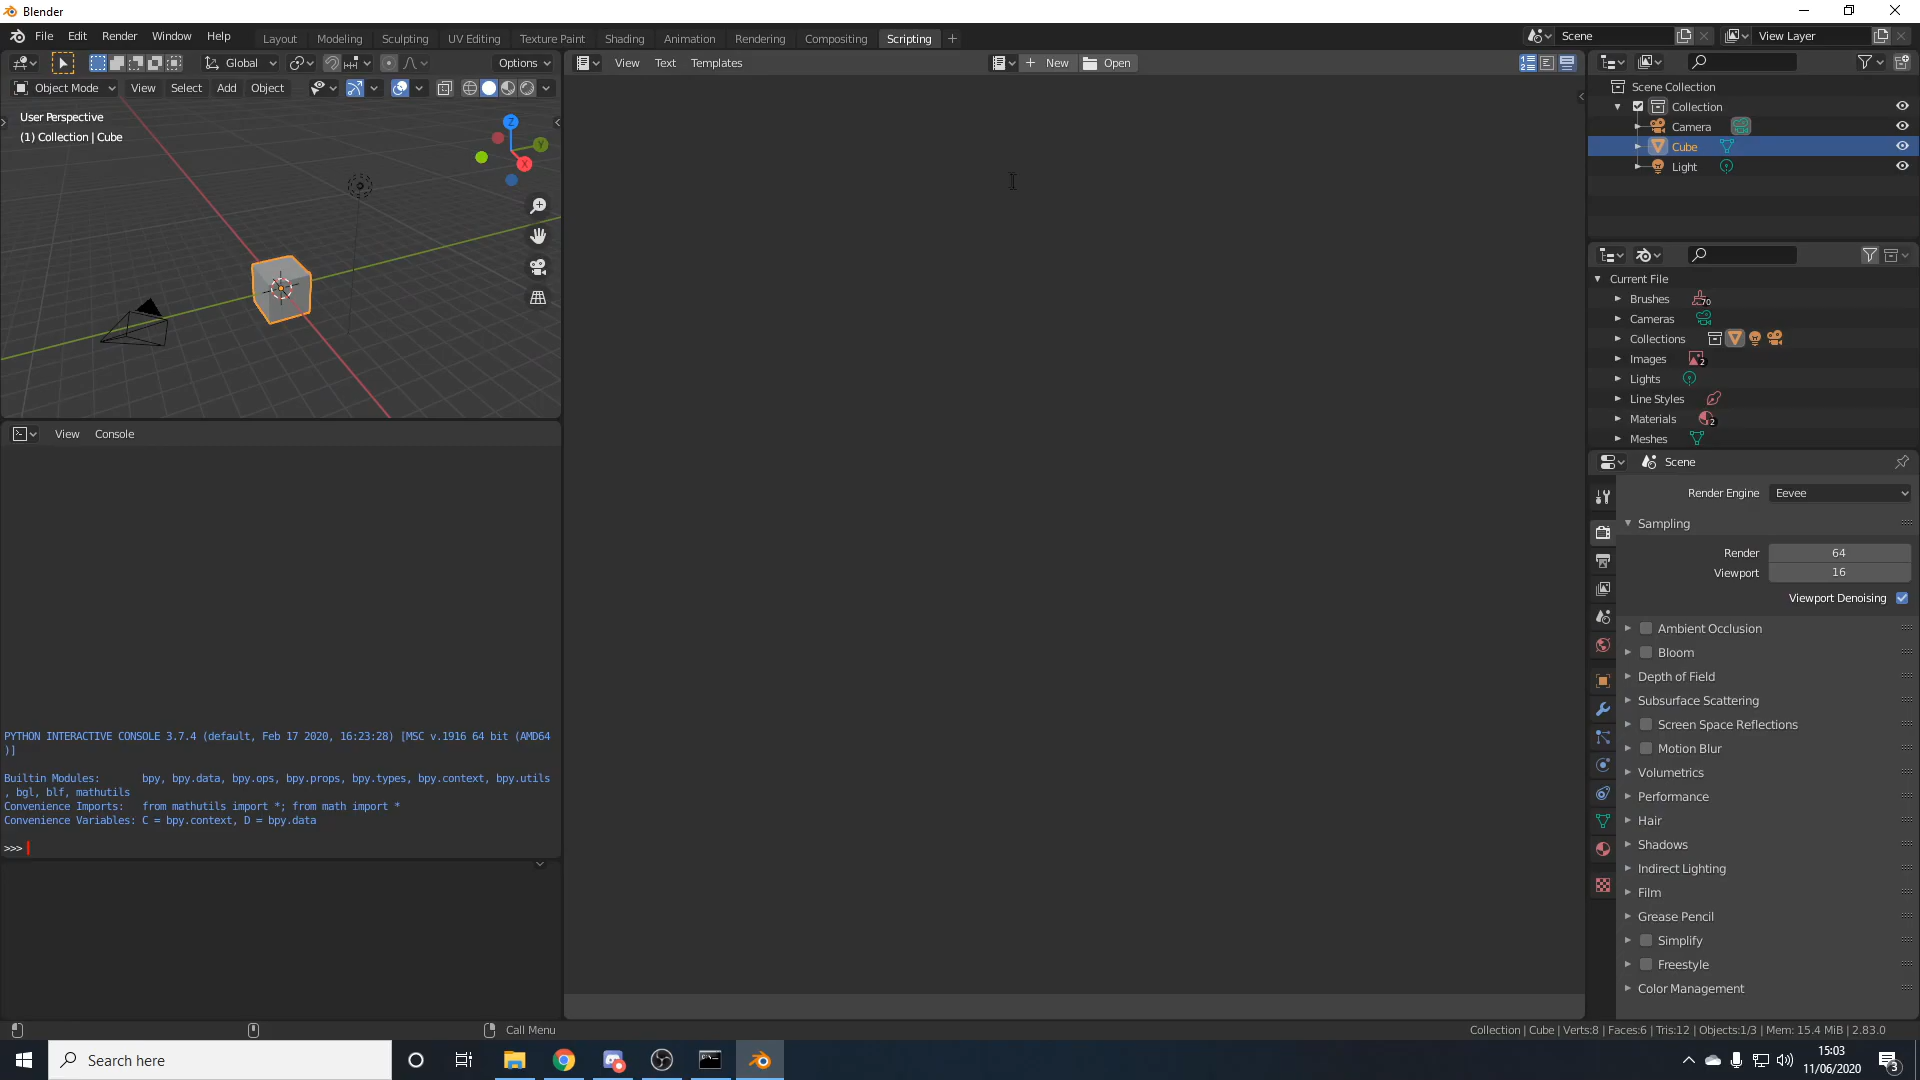 Blender
File Edit Render Window Help
Layout Modeling Sculpting UV Editing Texture Paint Shading Animation Rendering Compositing Scripting
Scene
View Layer
Global
Options
View Text Templates
New
Open
Object Mode View Select Add Object
User Perspective
(1) Collection | Cube
Z
Y
X
Scene Collection
Collection
Camera
Cube
Light
Current File
Brushes 70
Cameras
Collections
Images 2
Lights
Line Styles
Materials 2
Meshes
View Console
PYTHON INTERACTIVE CONSOLE 3.7.4 (default, Feb 17 2020, 16:23:28) [MSC v.1916 64 bit (AMD64
)]
Builtin Modules: bpy, bpy.data, bpy.ops, bpy.props, bpy.types, bpy.context, bpy.utils
, bgl, blf, mathutils
Convenience Imports: from mathutils import *; from math import *
Convenience Variables: C = bpy.context, D = bpy.data
>>>
Scene
Render Engine Eevee
Sampling
Render 64
Viewport 16
Viewport Denoising
Ambient Occlusion
Bloom
Depth of Field
Subsurface Scattering
Screen Space Reflections
Motion Blur
Volumetrics
Performance
Hair
Shadows
Indirect Lighting
Film
Grease Pencil
Simplify
Freestyle
Color Management
Call Menu
Collection | Cube | Verts:8 | Faces:6 | Tris:12 | Objects:1/3 | Mem: 15.4 MiB | 2.83.0
Search here
15:03
11/06/2020
3